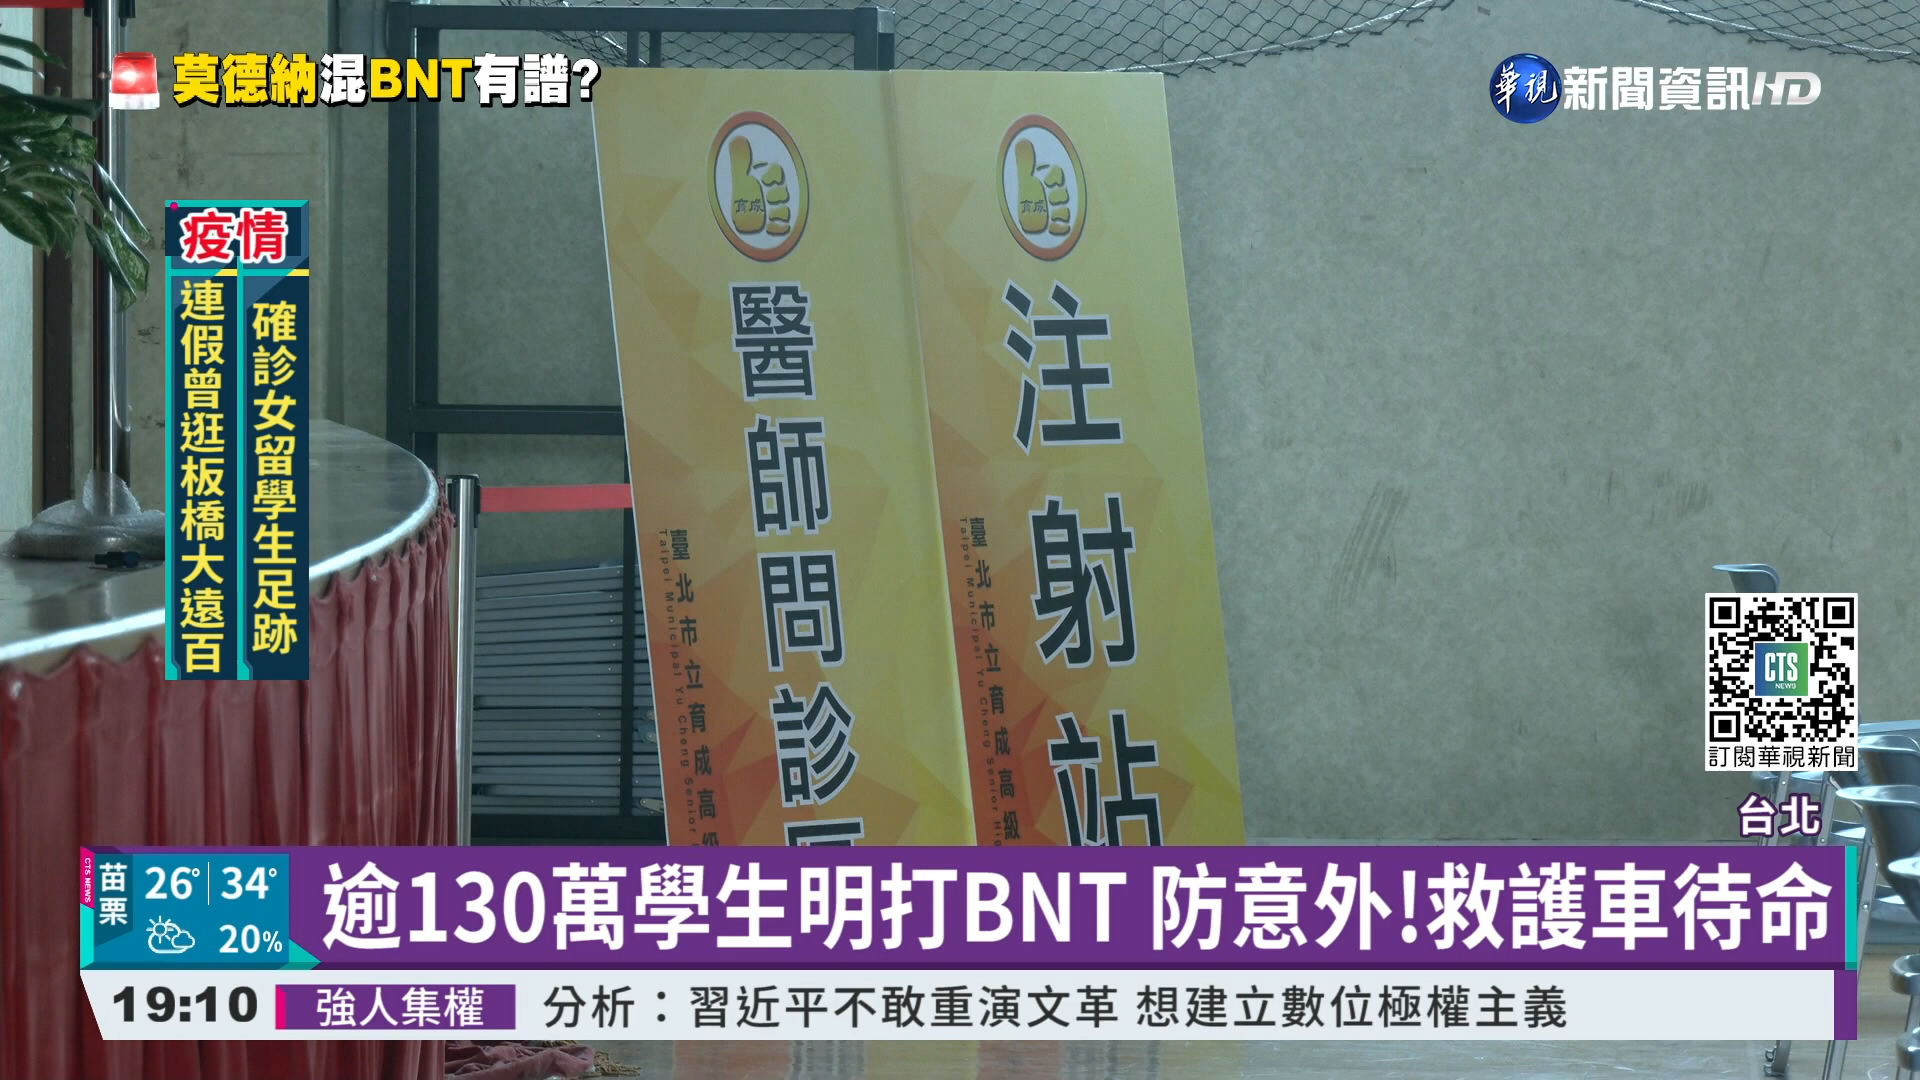 莫德納混BNT有譜?
華視新聞資訊HD
疫情
確診女留學生足跡
連假曾逛板橋大遠百
育成
醫師問診
臺北市立育成高級
Taipei Municipal Yu Cheng Senior
育成
注射站
臺北市立育成高級
Taipei Municipal Yu Cheng Senior Hi
CTS
NEWS
訂閱華視新聞
台北
CTS NEWS
苗栗
26° 34°
20%
逾130萬學生明打BNT 防意外!救護車待命
19:10
強人集權
分析：習近平不敢重演文革 想建立數位極權主義